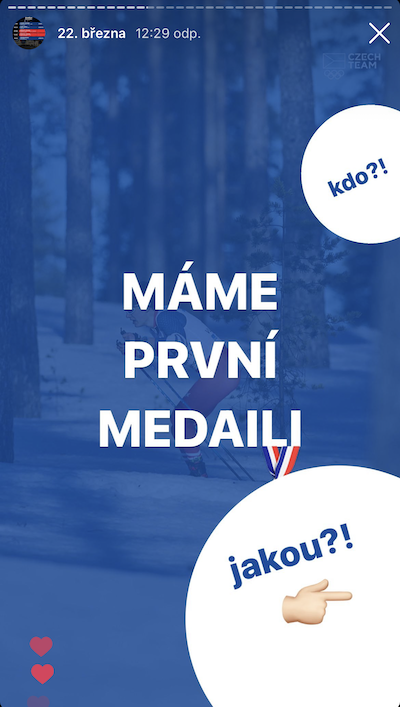 22. března 12:29 odp.
CZECH
TEAM
kdo?!
MÁME
PRVNÍ
MEDAILI
jakou?!